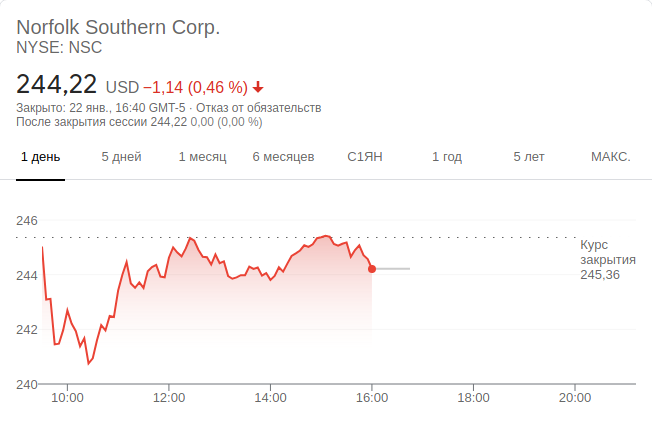 Norfolk Southern Corp.
NYSE: NSC
244,22 USD −1,14 (0,46 %)
Закрыто: 22 янв., 16:40 GMT-5 · Отказ от обязательств
После закрытия сессии 244,22 0,00 (0,00 %)
1 день 5 дней 1 месяц 6 месяцев С1ЯН 1 год 5 лет МАКС.
246
Курс
закрытия
245,36
244
242
240
10:00 12:00 14:00 16:00 18:00 20:00